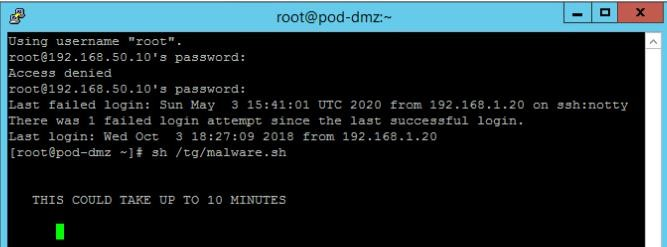 root@pod-dmz:~
Using username "root".
root@192.168.50.10's password:
Access denied
root@192.168.50.10's password:
Last failed login: Sun May  3 15:41:01 UTC 2020 from 192.168.1.20 on ssh:notty
There was 1 failed login attempt since the last successful login.
Last login: Wed Oct  3 18:27:09 2018 from 192.168.1.20
[root@pod-dmz ~]# sh /tg/malware.sh
THIS COULD TAKE UP TO 10 MINUTES